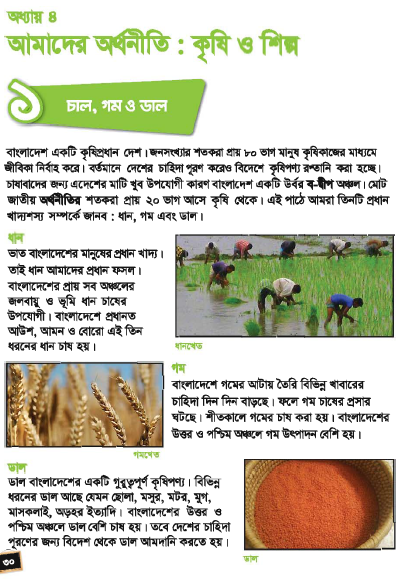 অধ্যায় ৪
আমাদের অর্থনীতি : কৃষি ও শিল্প
১
চাল, গম ও ডাল
বাংলাদেশ একটি কৃষিপ্রধান দেশ। জনসংখ্যার শতকরা প্রায় ৮০ ভাগ মানুষ কৃষিকাজের মাধ্যমে
জীবিকা নির্বাহ করে। বর্তমানে দেশের চাহিদা পূরণ করেও বিদেশে কৃষিপণ্য রপ্তানি করা হচ্ছে।
চাষাবাদের জন্য এদেশের মাটি খুব উপযোগী কারণ বাংলাদেশ একটি উর্বর ব-দ্বীপ অঞ্চল। মোট
জাতীয় অর্থনীতির শতকরা প্রায় ২০ ভাগ আসে কৃষি থেকে। এই পাঠে আমরা তিনটি প্রধান
খাদ্যশস্য সম্পর্কে জানব : ধান, গম এবং ডাল।
ধান
ভাত বাংলাদেশের মানুষের প্রধান খাদ্য।
তাই ধান আমাদের প্রধান ফসল।
বাংলাদেশের প্রায় সব অঞ্চলের
জলবায়ু ও ভূমি ধান চাষের
উপযোগী। বাংলাদেশে প্রধানত
আউশ, আমন ও বোরো এই তিন
ধরনের ধান চাষ হয়।
ধানখেত
গম
বাংলাদেশে গমের আটায় তৈরি বিভিন্ন খাবারের
চাহিদা দিন দিন বাড়ছে। ফলে গম চাষের প্রসার
ঘটছে। শীতকালে গমের চাষ করা হয়। বাংলাদেশের
উত্তর ও পশ্চিম অঞ্চলে গম উৎপাদন বেশি হয়।
গমখেত
ডাল
ডাল বাংলাদেশের একটি গুরুত্বপূর্ণ কৃষিপণ্য। বিভিন্ন
ধরনের ডাল আছে যেমন ছোলা, মসুর, মটর, মুগ,
মাসকলাই, অড়হর ইত্যাদি। বাংলাদেশের উত্তর ও
পশ্চিম অঞ্চলে ডাল বেশি চাষ হয়। তবে দেশের চাহিদা
পূরণের জন্য বিদেশ থেকে ডাল আমদানি করতে হয়।
ডাল
৩০